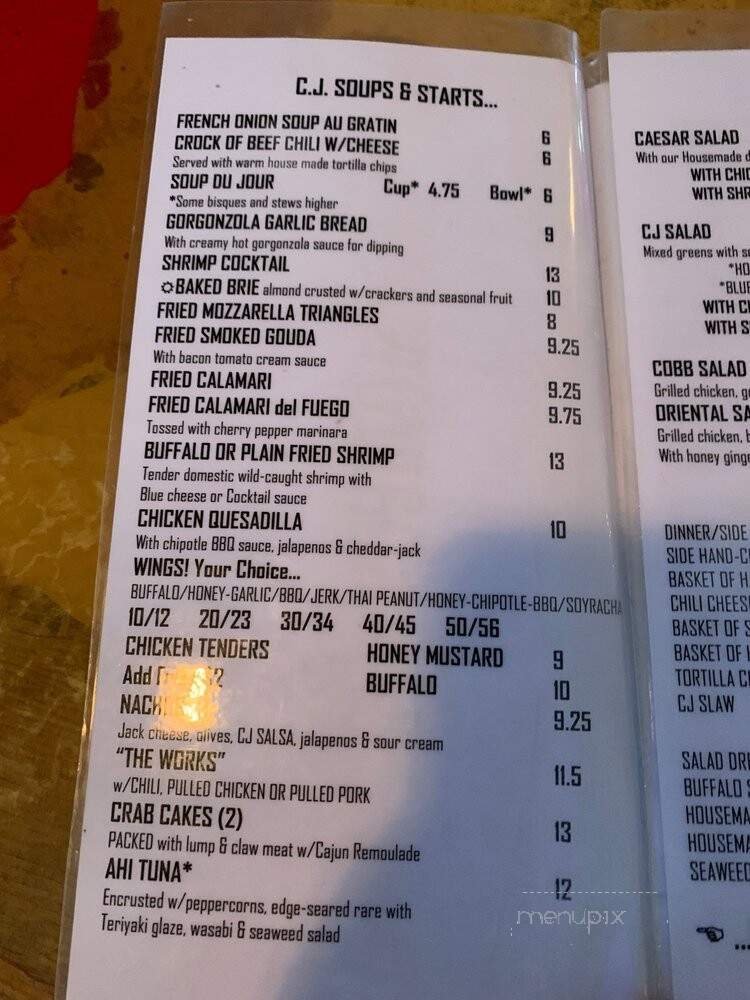 C.J. SOUPS & STARTS...
FRENCH ONION SOUP AU GRATIN 6
CROCK OF BEEF CHILI W/CHEESE 6
Served with warm house made tortilla chips
SOUP DU JOUR Cup* 4.75 Bowl* 6
*Some bisques and stews higher
GORGONZOLA GARLIC BREAD 9
With creamy hot gorgonzola sauce for dipping
SHRIMP COCKTAIL 13
BAKED BRIE almond crusted w/crackers and seasonal fruit 10
FRIED MOZZARELLA TRIANGLES 8
FRIED SMOKED GOUDA 9.25
With bacon tomato cream sauce
FRIED CALAMARI 9.25
FRIED CALAMARI del FUEGO 9.75
Tossed with cherry pepper marinara
BUFFALO OR PLAIN FRIED SHRIMP 13
Tender domestic wild-caught shrimp with
Blue cheese or Cocktail sauce
CHICKEN QUESADILLA 10
With chipotle BBQ sauce, jalapenos & cheddar-jack
WINGS! Your Choice...
BUFFALO/HONEY-GARLIC/BBQ/JERK/THAI PEANUT/HONEY-CHIPOTLE-BBQ/SOYRACHA
10/12 20/23 30/34 40/45 50/56
CHICKEN TENDERS HONEY MUSTARD 9
Add BUFFALO 10
9.25
Jack cheese, olives, CJ SALSA, jalapenos & sour cream
"THE WORKS" 11.5
w/CHILI, PULLED CHICKEN OR PULLED PORK
CRAB CAKES (2) 13
PACKED with lump & claw meat w/Cajun Remoulade
AHI TUNA* 12
Encrusted w/peppercorns, edge-seared rare with
Teriyaki glaze, wasabi & seaweed salad
CAESAR SALAD
With our Housemade
WITH
WITH
CJ SALAD
Mixed greens with
WITH
WITH
COBB SALAD
Grilled chicken,
ORIENTAL
Grilled chicken,
With honey
DINNER/SIDE
SIDE
BASKET OF
CHILI
BASKET OF
BASKET OF
TORTILLA
CJ SLAW
SALAD
BUFFALO
SEAWEED
...
menupix